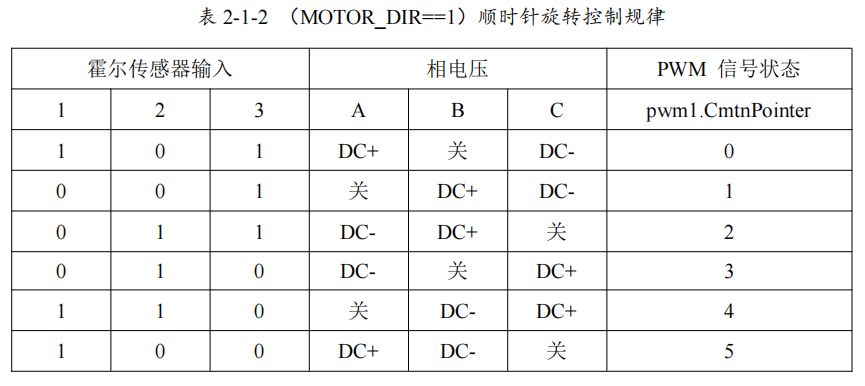 表 2-1-2 （MOTOR_DIR==1）顺时针旋转控制规律
霍尔传感器输入 相电压 PWM 信号状态
1 2 3 A B C pwm1.CmtnPointer
1 0 1 DC+ 关 DC- 0
0 0 1 关 DC+ DC- 1
0 1 1 DC- DC+ 关 2
0 1 0 DC- 关 DC+ 3
1 1 0 关 DC- DC+ 4
1 0 0 DC+ DC- 关 5